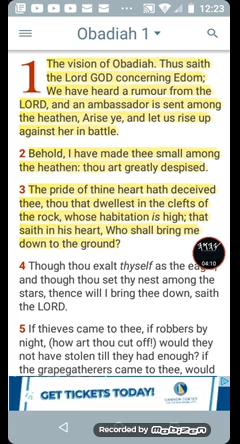 12:23
Obadiah 1
1 The vision of Obadiah. Thus saith
the Lord GOD concerning Edom;
We have heard a rumour from the
LORD, and an ambassador is sent among
the heathen, Arise ye, and let us rise up
against her in battle.
2 Behold, I have made thee small among
the heathen: thou art greatly despised.
3 The pride of thine heart hath deceived
thee, thou that dwellest in the clefts of
the rock, whose habitation is high; that
saith in his heart, Who shall bring me
down to the ground?
04:10
4 Though thou exalt thyself as the
and though thou set thy nest among the
stars, thence will I bring thee down, saith
the LORD.
5 If thieves came to thee, if robbers by
night, (how art thou cut off!) would they
not have stolen till they had enough? if
the grapegatherers came to thee, would
GET TICKETS TODAY!
CANNON CENTER
Recorded by Mobizen